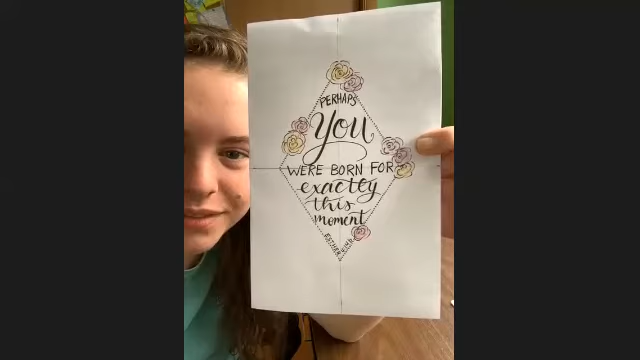 PERHAPS
You
WERE BORN FOR
exactly
this
moment
ESTHER 4:14